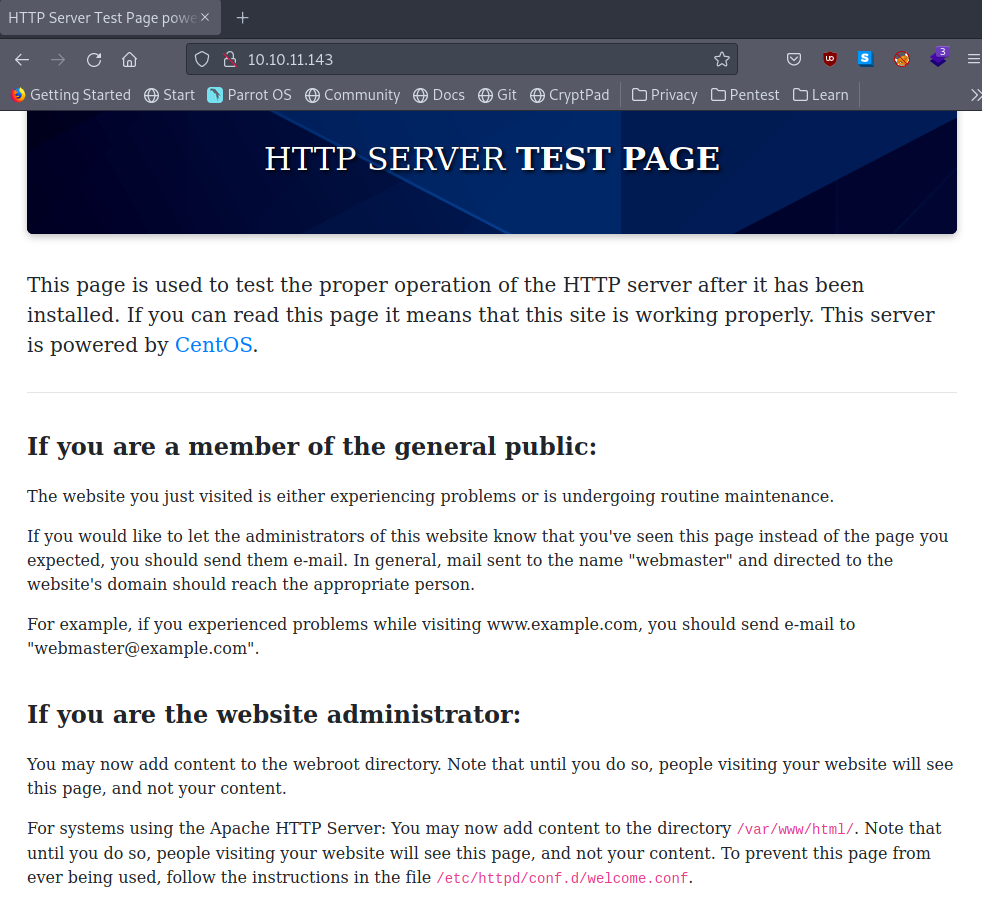 HTTP Server Test Page powe
10.10.11.143
3
Getting Started Start Parrot OS Community Docs Git CryptPad Privacy Pentest Learn
HTTP SERVER TEST PAGE
This page is used to test the proper operation of the HTTP server after it has been
installed. If you can read this page it means that this site is working properly. This server
is powered by CentOS.
If you are a member of the general public:
The website you just visited is either experiencing problems or is undergoing routine maintenance.
If you would like to let the administrators of this website know that you've seen this page instead of the page you
expected, you should send them e-mail. In general, mail sent to the name "webmaster" and directed to the
website's domain should reach the appropriate person.
For example, if you experienced problems while visiting www.example.com, you should send e-mail to
"webmaster@example.com".
If you are the website administrator:
You may now add content to the webroot directory. Note that until you do so, people visiting your website will see
this page, and not your content.
For systems using the Apache HTTP Server: You may now add content to the directory /var/www/html/. Note that
until you do so, people visiting your website will see this page, and not your content. To prevent this page from
ever being used, follow the instructions in the file /etc/httpd/conf.d/welcome.conf.